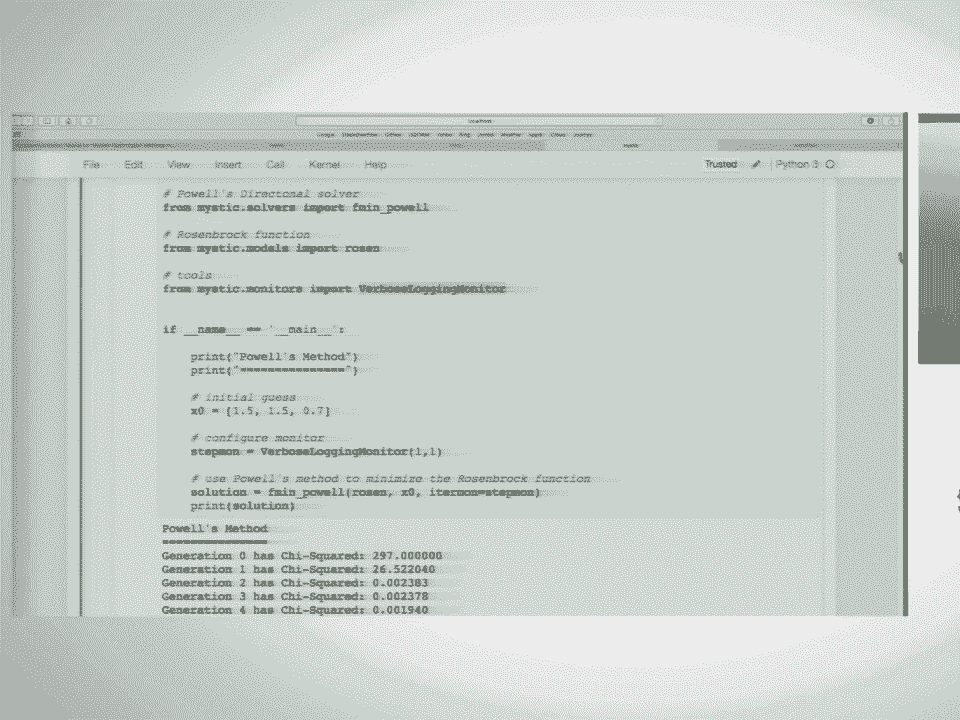 File Edit View Insert Cell Kernel Help Trusted Python 3
# Powell's Directonal solver
from mystic.solvers import fmin_powell
# Rosenbrock function
from mystic.models import rosen
# tools
from mystic.monitors import VerboseLoggingMonitor
if __name__ == '__main__':
print("Powell's Method")
print("===============")
# initial guess
x0 = [1.5, 1.5, 0.7]
# configure monitor
stepmon = VerboseLoggingMonitor(1,1)
# use Powell's method to minimize the Rosenbrock function
solution = fmin_powell(rosen, x0, itermon=stepmon)
print(solution)
Powell's Method
===============
Generation 0 has Chi-Squared: 297.000000
Generation 1 has Chi-Squared: 26.522040
Generation 2 has Chi-Squared: 0.002383
Generation 3 has Chi-Squared: 0.002378
Generation 4 has Chi-Squared: 0.001940